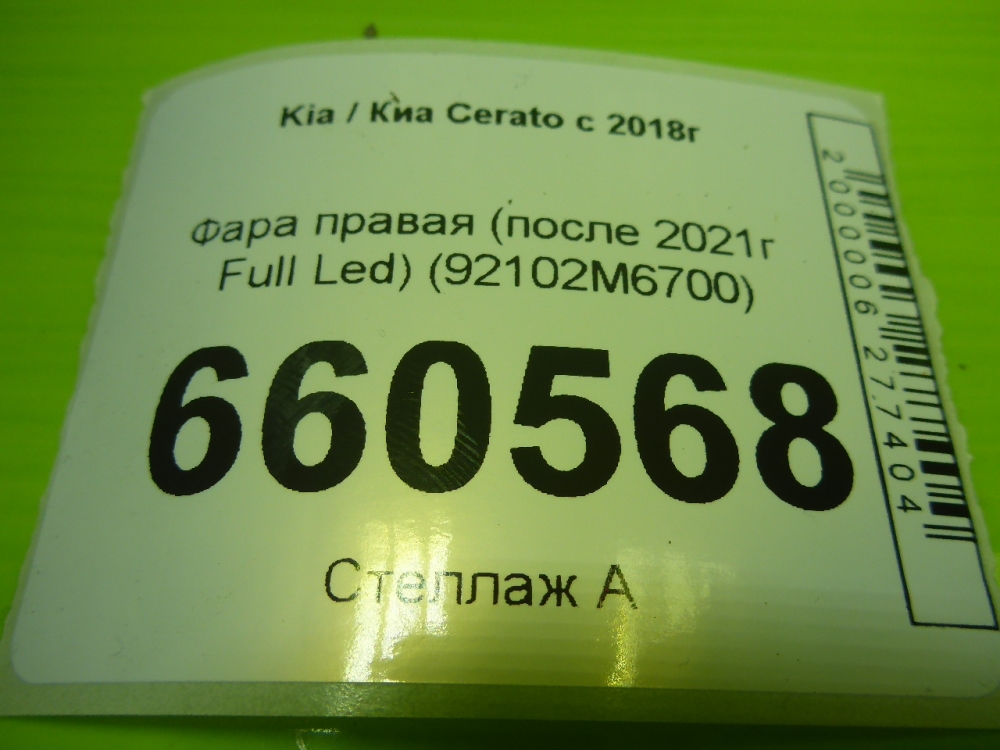 Kia / Киа Cerato с 2018г
Фара правая (после 2021г
Full Led) (92102M6700)
660568
Стеллаж А
2000006277404